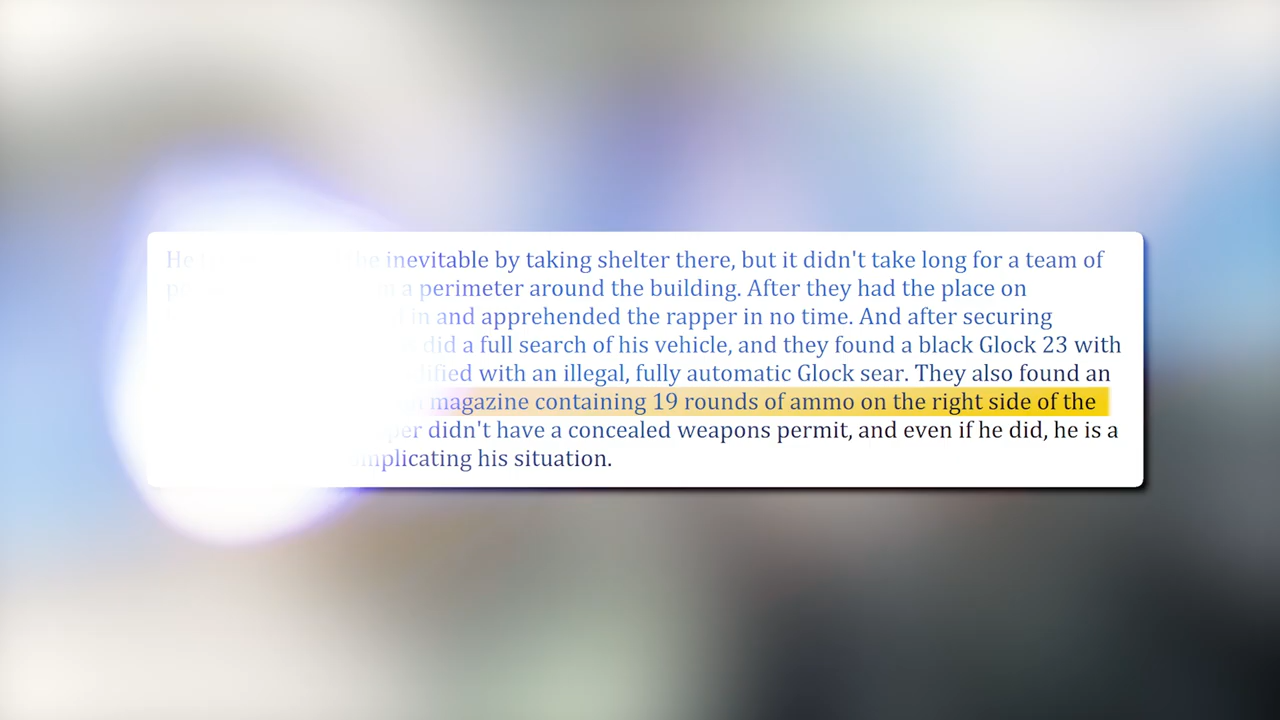 He be inevitable by taking shelter there, but it didn't take long for a team of
a perimeter around the building. After they had the place on
in and apprehended the rapper in no time. And after securing
did a full search of his vehicle, and they found a black Glock 23 with
with an illegal, fully automatic Glock sear. They also found an
magazine containing 19 rounds of ammo on the right side of the
didn't have a concealed weapons permit, and even if he did, he is a
his situation.